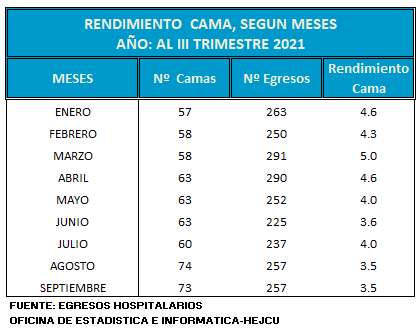 RENDIMIENTO CAMA, SEGUN MESES
AÑO: AL III TRIMESTRE 2021
MESES Nº Camas Nº Egresos Rendimiento Cama
ENERO 57 263 4.6
FEBRERO 58 250 4.3
MARZO 58 291 5.0
ABRIL 63 290 4.6
MAYO 63 252 4.0
JUNIO 63 225 3.6
JULIO 60 237 4.0
AGOSTO 74 257 3.5
SEPTIEMBRE 73 257 3.5
FUENTE: EGRESOS HOSPITALARIOS
OFICINA DE ESTADISTICA E INFORMATICA-HEJCU